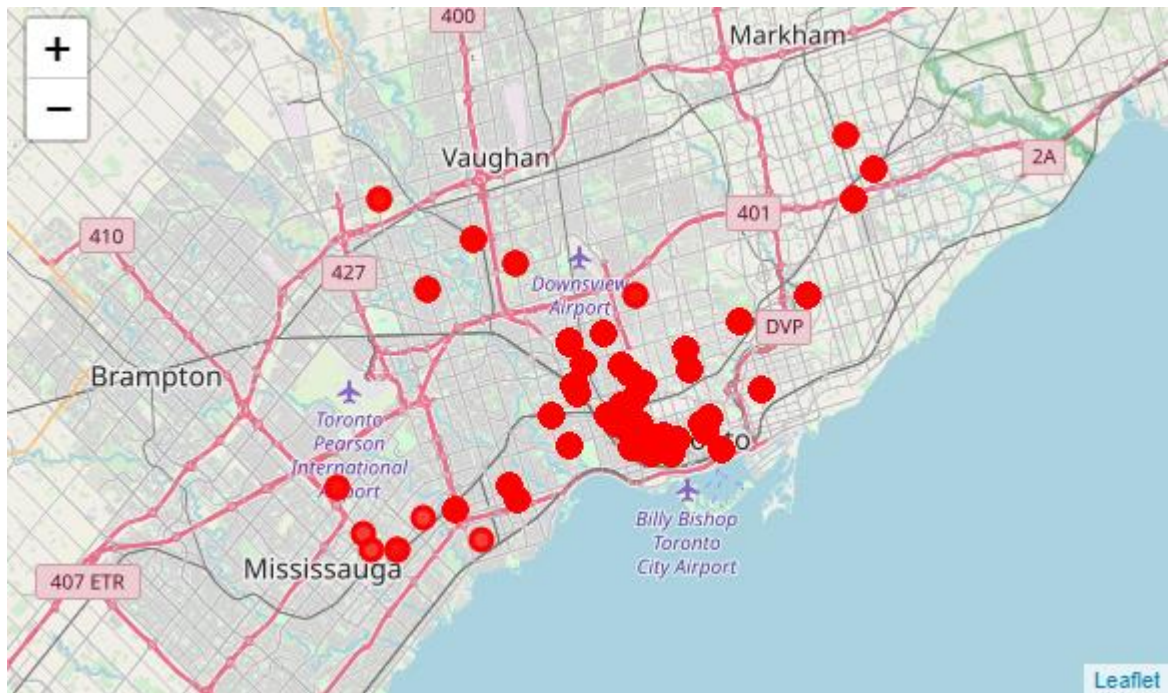 400
Markham
+
−
Vaughan
2A
401
410
427
Downsview
Airport
DVP
Brampton
Toronto
Pearson
International
Airport
Billy Bishop
Toronto
City Airport
Mississauga
407 ETR
Leaflet